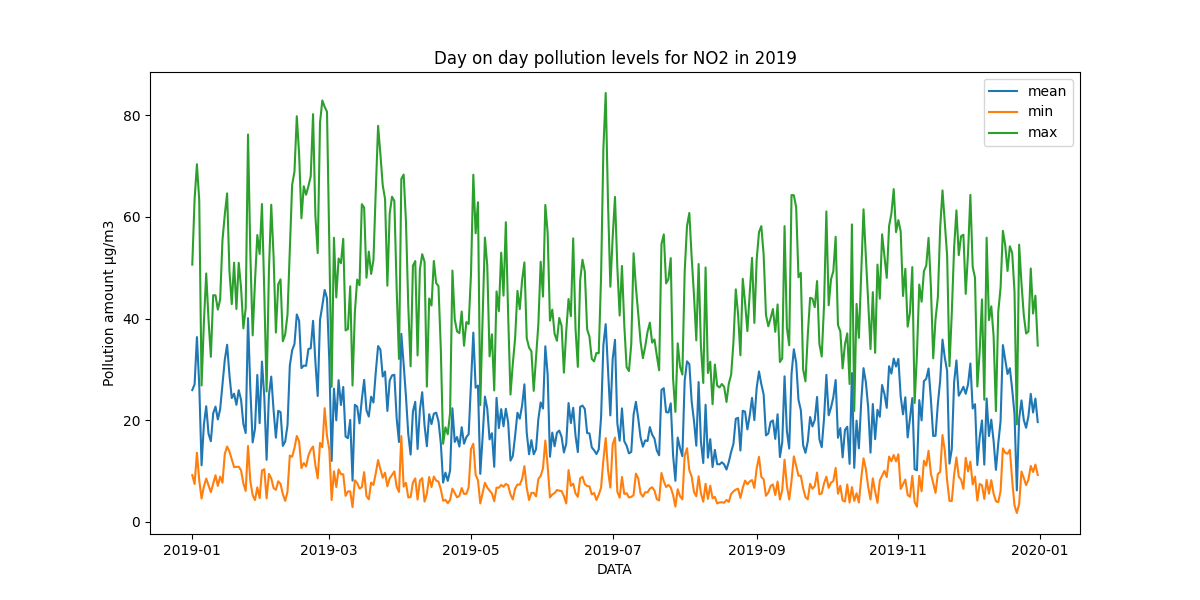 Day on day pollution levels for NO2 in 2019
mean
min
max
80
60
40
20
0
Pollution amount µg/m3
2019-01
2019-03
2019-05
2019-07
2019-09
2019-11
2020-01
DATA